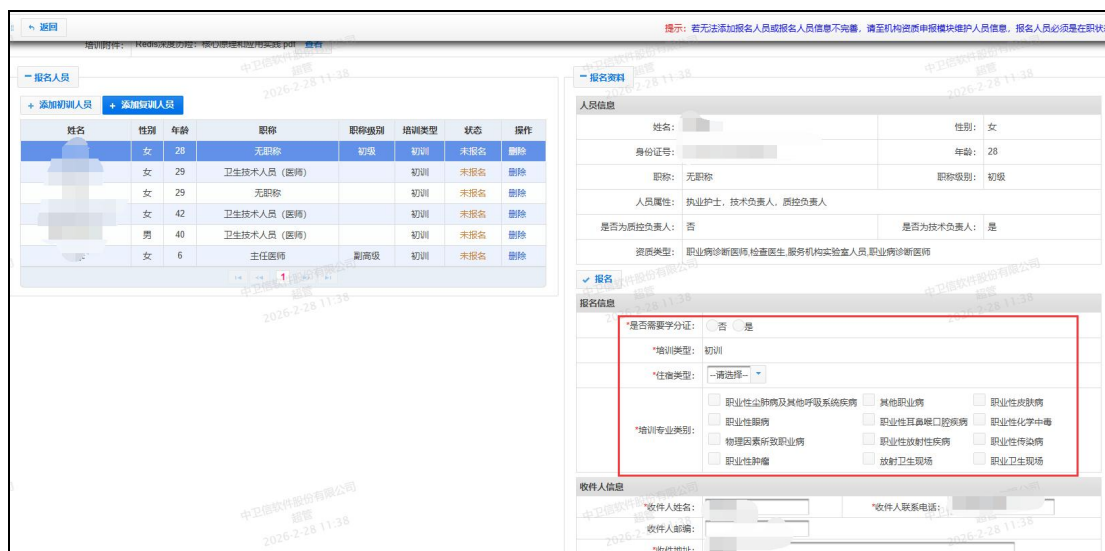 返回
提示：若无法添加报名人员或报名人员信息不完善，请至机构资质申报模块维护人员信息，报名人员必须是在职状
培训附件： Redis深度历险：核心原理和应用实践.pdf 查看
报名人员
+ 添加初训人员 + 添加复训人员
姓名 性别 年龄 职称 职称级别 培训类型 状态 操作
女 28 无职称 初级 初训 未报名 删除
女 29 卫生技术人员（医师） 初训 未报名 删除
女 29 无职称 初训 未报名 删除
女 42 卫生技术人员（医师） 初训 未报名 删除
男 40 卫生技术人员（医师） 初训 未报名 删除
女 6 主任医师 副高级 初训 未报名 删除
1
报名资料
人员信息
姓名： 性别： 女
身份证号： 年龄： 28
职称： 无职称 职称级别： 初级
人员属性： 执业护士，技术负责人，质控负责人
是否为质控负责人： 否 是否为技术负责人： 是
资质类型： 职业病诊断医师,检查医生,服务机构实验室人员,职业病诊断医师
报名
报名信息
*是否需要学分证： 否 是
*培训类型： 初训
*住宿类型： --请选择--
*培训专业类别：
职业性尘肺病及其他呼吸系统疾病 其他职业病 职业性皮肤病
职业性眼病 职业性耳鼻喉口腔疾病 职业性化学中毒
物理因素所致职业病 职业性放射性疾病 职业性传染病
职业性肿瘤 放射卫生现场 职业卫生现场
收件人信息
*收件人姓名： *收件人联系电话：
收件人邮编：
*收件地址：
中卫信软件股份有限公司
超管
2026-2-28 11:38